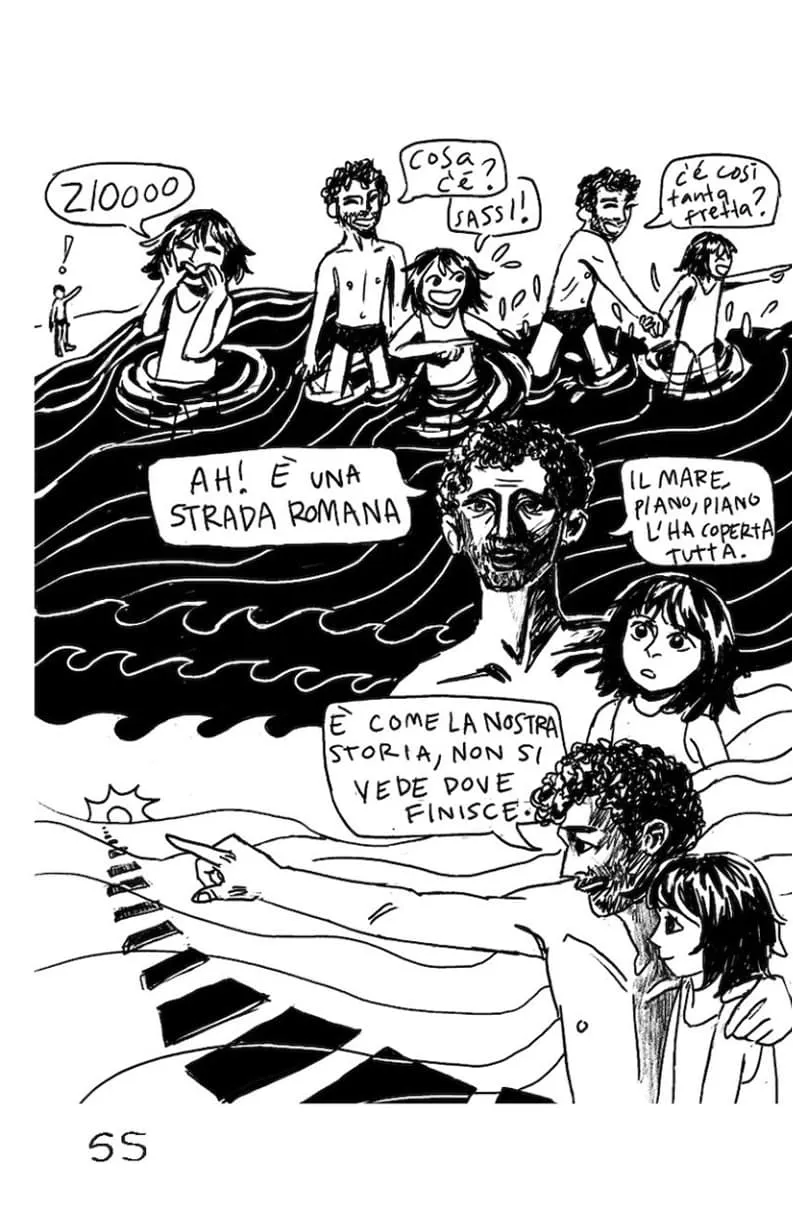 ZIOOOO
!
COSA
C'È?
SASSI!
C'È COSÌ
tanta
fretta?
AH! È UNA
STRADA ROMANA
IL MARE,
PIANO, PIANO
L'HA COPERTA
TUTTA.
È COME LA NOSTRA
STORIA, NON SI
VEDE DOVE
FINISCE.
55